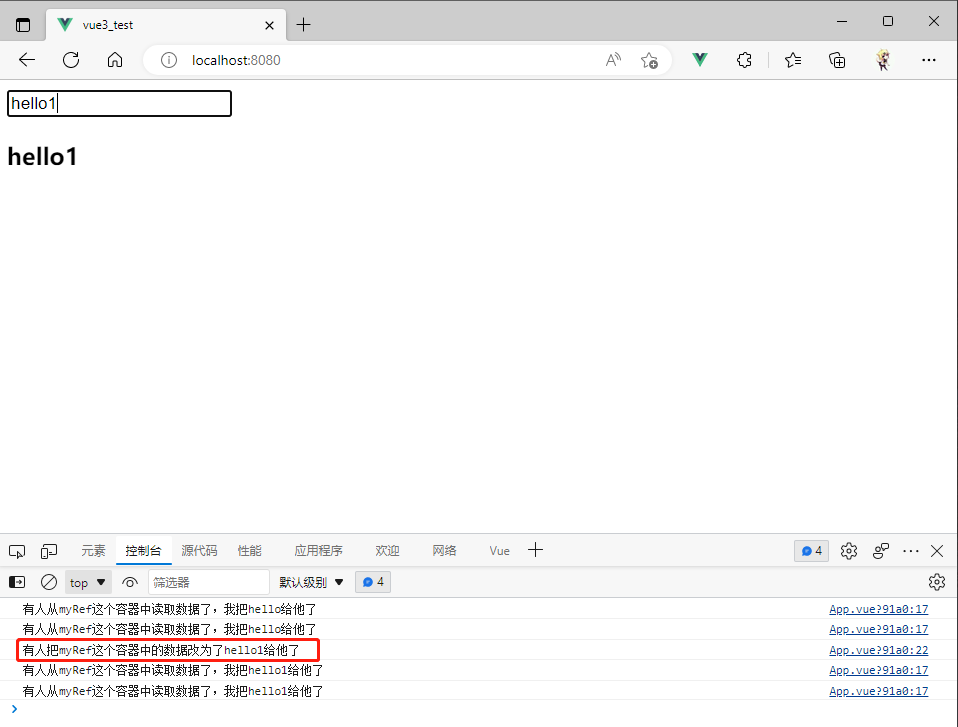 vue3_test
localhost:8080
hello1
hello1
元素 控制台 源代码 性能 应用程序 欢迎 网络 Vue 4
top 筛选器 默认级别 4
有人从myRef这个容器中读取数据了，我把hello给他了 App.vue?91a0:17
有人从myRef这个容器中读取数据了，我把hello给他了 App.vue?91a0:17
有人把myRef这个容器中的数据改为了hello1给他了 App.vue?91a0:22
有人从myRef这个容器中读取数据了，我把hello1给他了 App.vue?91a0:17
有人从myRef这个容器中读取数据了，我把hello1给他了 App.vue?91a0:17